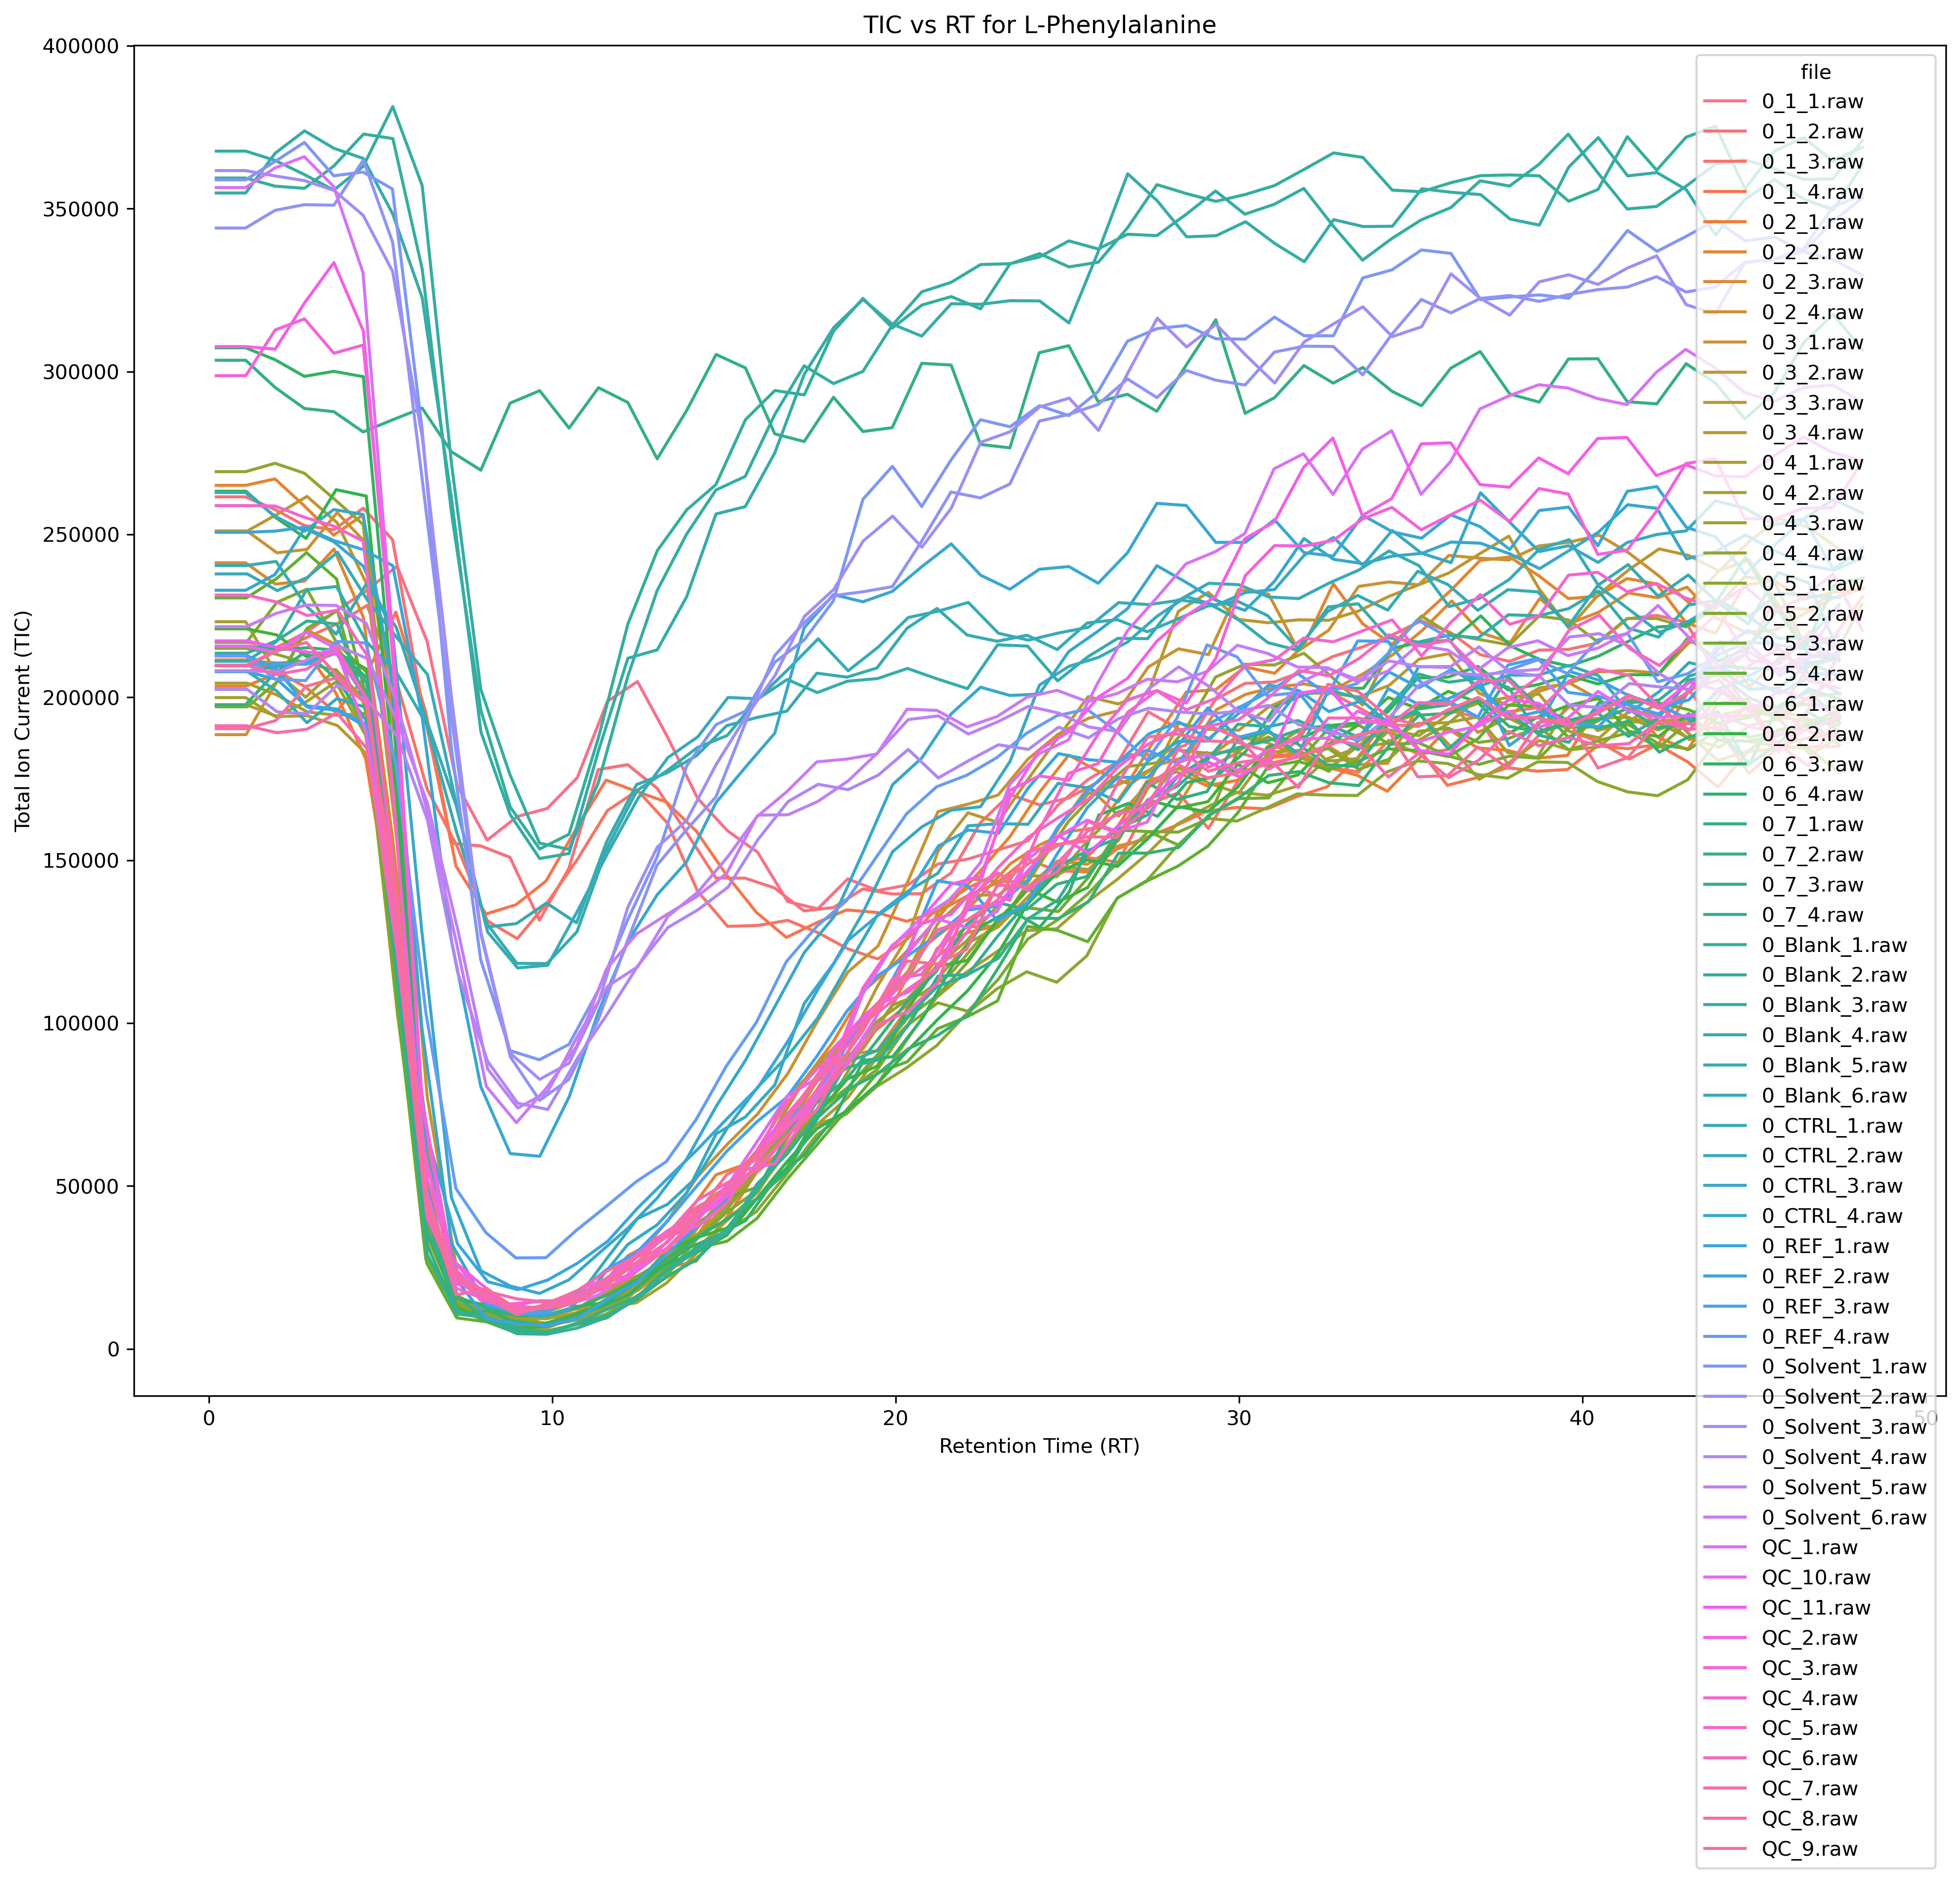 TIC vs RT for L-Phenylalanine
400000
350000
300000
250000
200000
150000
100000
50000
0
Total Ion Current (TIC)
0
10
20
30
40
50
Retention Time (RT)
file
0_1_1.raw
0_1_2.raw
0_1_3.raw
0_1_4.raw
0_2_1.raw
0_2_2.raw
0_2_3.raw
0_2_4.raw
0_3_1.raw
0_3_2.raw
0_3_3.raw
0_3_4.raw
0_4_1.raw
0_4_2.raw
0_4_3.raw
0_4_4.raw
0_5_1.raw
0_5_2.raw
0_5_3.raw
0_5_4.raw
0_6_1.raw
0_6_2.raw
0_6_3.raw
0_6_4.raw
0_7_1.raw
0_7_2.raw
0_7_3.raw
0_7_4.raw
0_Blank_1.raw
0_Blank_2.raw
0_Blank_3.raw
0_Blank_4.raw
0_Blank_5.raw
0_Blank_6.raw
0_CTRL_1.raw
0_CTRL_2.raw
0_CTRL_3.raw
0_CTRL_4.raw
0_REF_1.raw
0_REF_2.raw
0_REF_3.raw
0_REF_4.raw
0_Solvent_1.raw
0_Solvent_2.raw
0_Solvent_3.raw
0_Solvent_4.raw
0_Solvent_5.raw
0_Solvent_6.raw
QC_1.raw
QC_10.raw
QC_11.raw
QC_2.raw
QC_3.raw
QC_4.raw
QC_5.raw
QC_6.raw
QC_7.raw
QC_8.raw
QC_9.raw